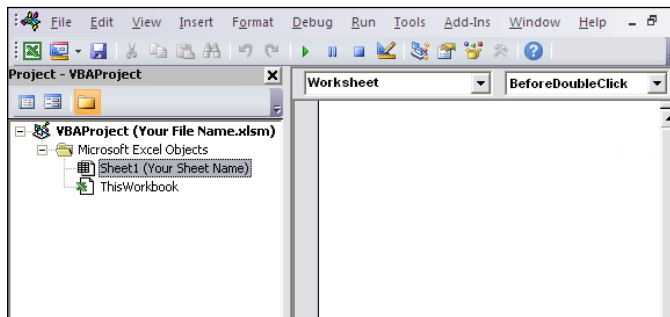 File Edit View Insert Format Debug Run Tools Add-Ins Window Help
Project - VBAProject
Worksheet BeforeDoubleClick
VBAProject (Your File Name.xlsm)
Microsoft Excel Objects
Sheet1 (Your Sheet Name)
ThisWorkbook